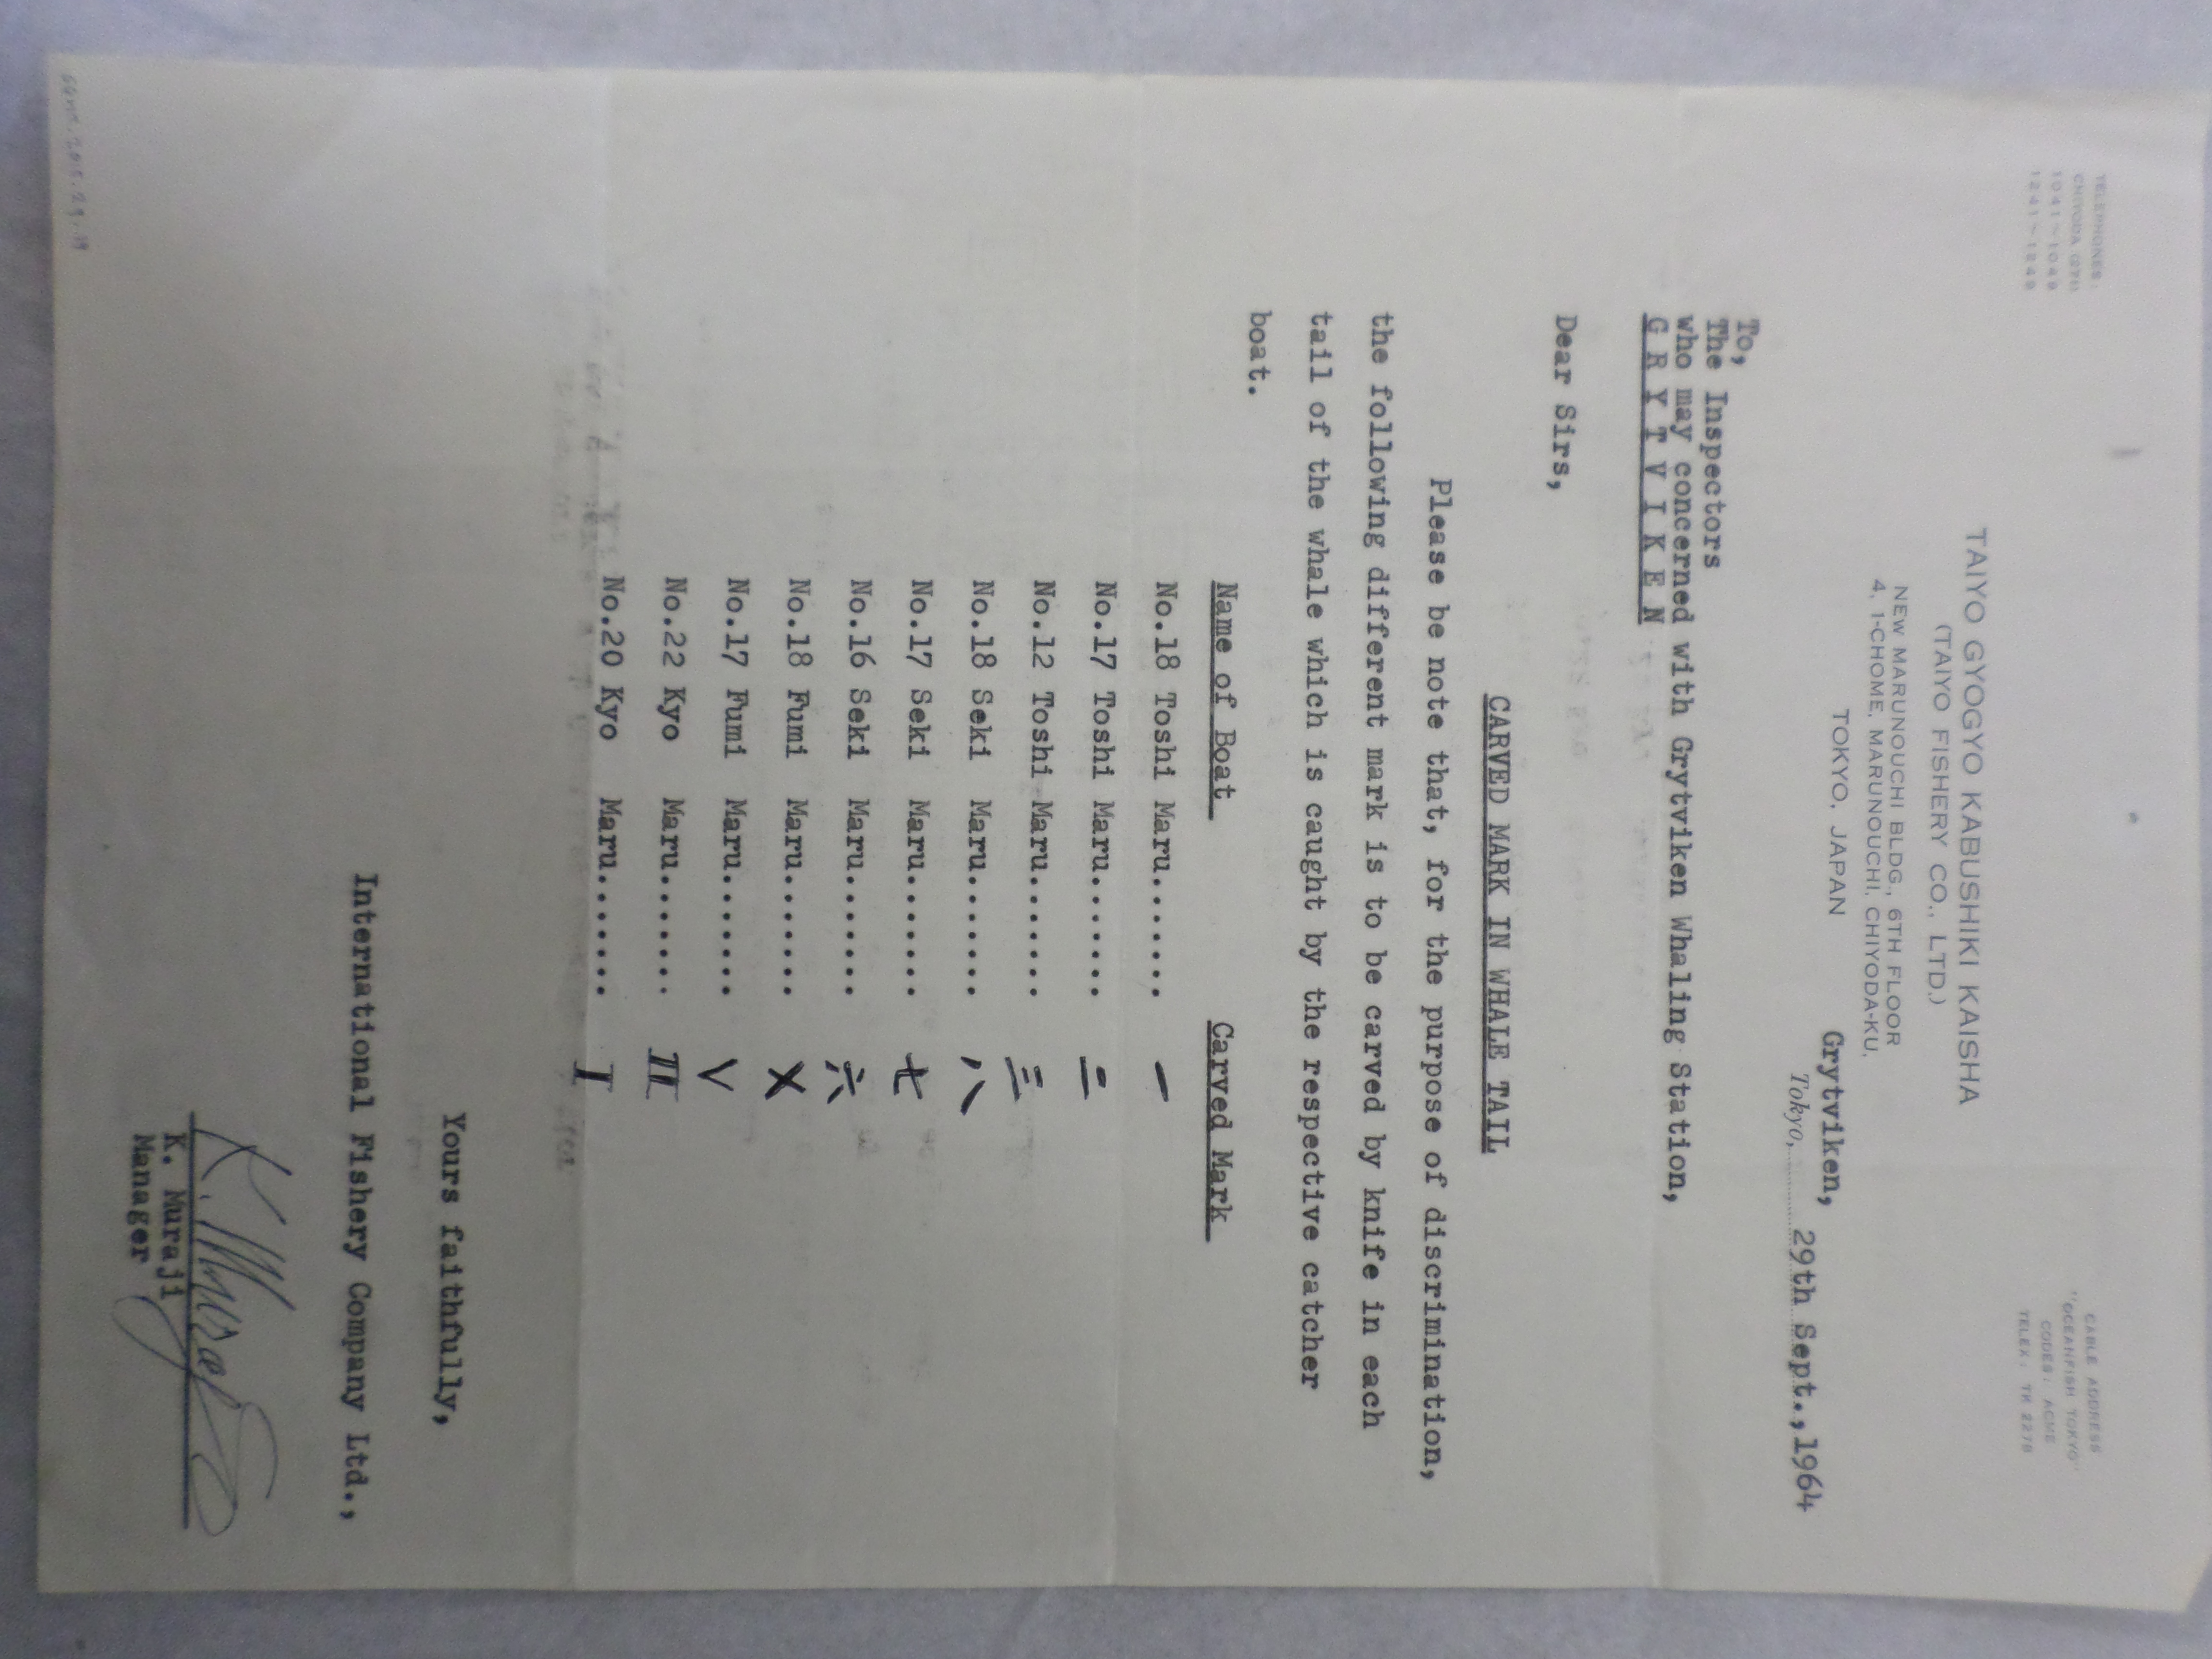 TELEPHONES:
CHIYODA (270)
1041~1049
1241~1249
CABLE ADDRESS
"OCEANFISH TOKYO"
CODES: ACME
TELEX: TK 2278
TAIYO GYOGYO KABUSHIKI KAISHA
(TAIYO FISHERY CO., LTD.)
NEW MARUNOUCHI BLDG., 6TH FLOOR
4, 1-CHOME, MARUNOUCHI, CHIYODA-KU,
TOKYO, JAPAN
Grytviken,
Tokyo, 29th Sept.,1964
To,
The Inspectors
who may concerned with Grytviken Whaling Station,
G R Y T V I K E N
Dear Sirs,
CARVED MARK IN WHALE TAIL
Please be note that, for the purpose of discrimination,
the following different mark is to be carved by knife in each
tail of the whale which is caught by the respective catcher
boat.
Name of Boat Carved Mark
No.18 Toshi Maru....... 一
No.17 Toshi Maru....... 二
No.12 Toshi Maru....... 三
No.18 Seki Maru....... 八
No.17 Seki Maru....... 七
No.16 Seki Maru....... 六
No.18 Fumi Maru....... X
No.17 Fumi Maru....... V
No.22 Kyo Maru....... II
No.20 Kyo Maru....... I
Yours faithfully,
International Fishery Company Ltd.,
K. Muraji
K. Muraji
Manager